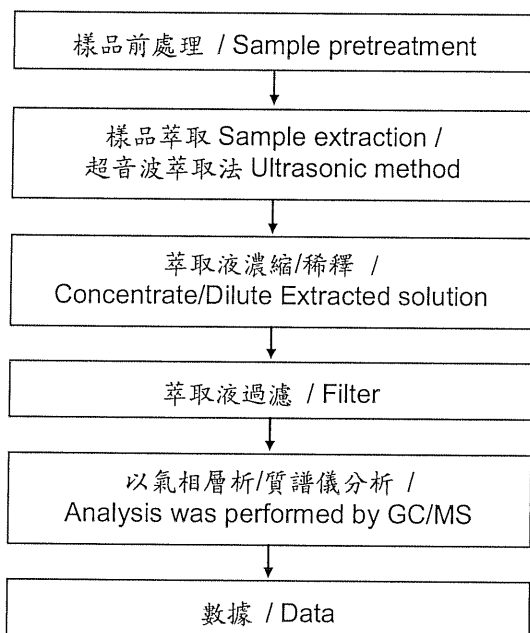 樣品前處理 / Sample pretreatment
樣品萃取 Sample extraction /
超音波萃取法 Ultrasonic method
萃取液濃縮/稀釋 /
Concentrate/Dilute Extracted solution
萃取液過濾 / Filter
以氣相層析/質譜儀分析 /
Analysis was performed by GC/MS
數據 / Data